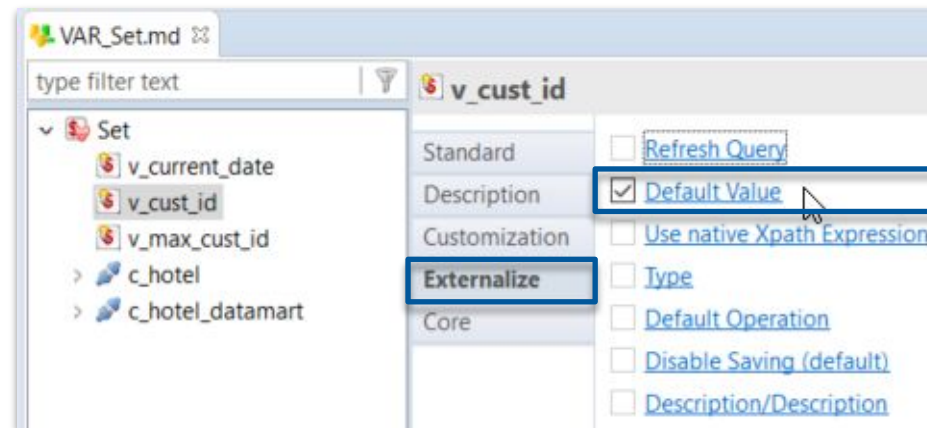 VAR_Set.md
type filter text
Set
v_current_date
v_cust_id
v_max_cust_id
c_hotel
c_hotel_datamart
v_cust_id
Standard
Description
Customization
Externalize
Core
Refresh Query
Default Value
Use native Xpath Expression
Type
Default Operation
Disable Saving (default)
Description/Description